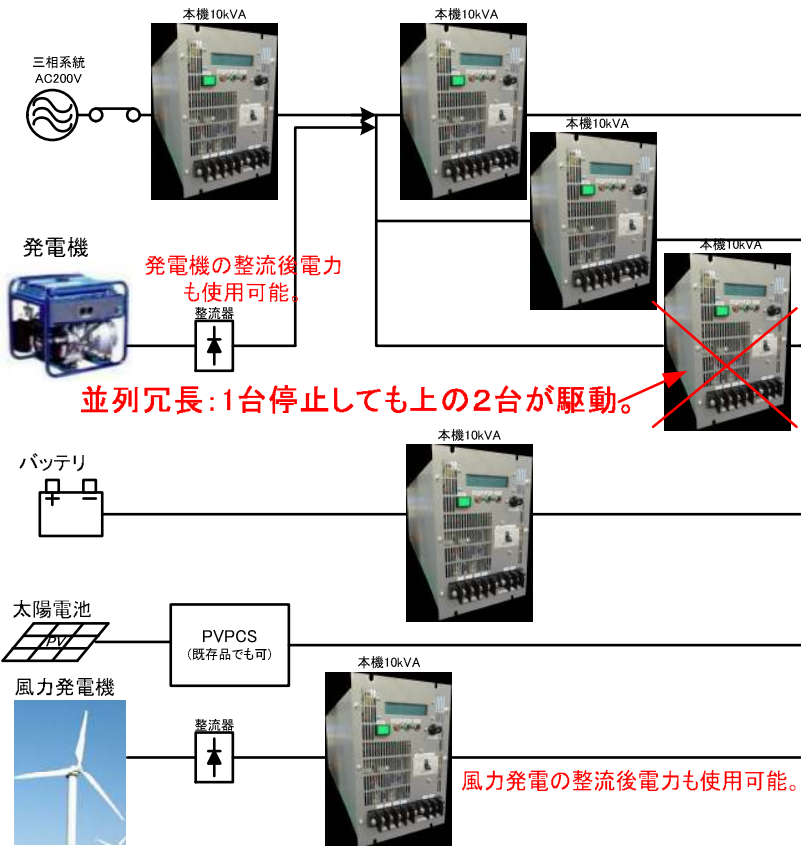 本機10kVA
本機10kVA
三相系統
AC200V
本機10kVA
発電機
本機10kVA
発電機の整流後電力
も使用可能。
整流器
並列冗長：1台停止しても上の２台が駆動。
バッテリ
本機10kVA
+ −
太陽電池
PV
PVPCS
（既存品でも可）
風力発電機
本機10kVA
整流器
風力発電の整流後電力も使用可能。